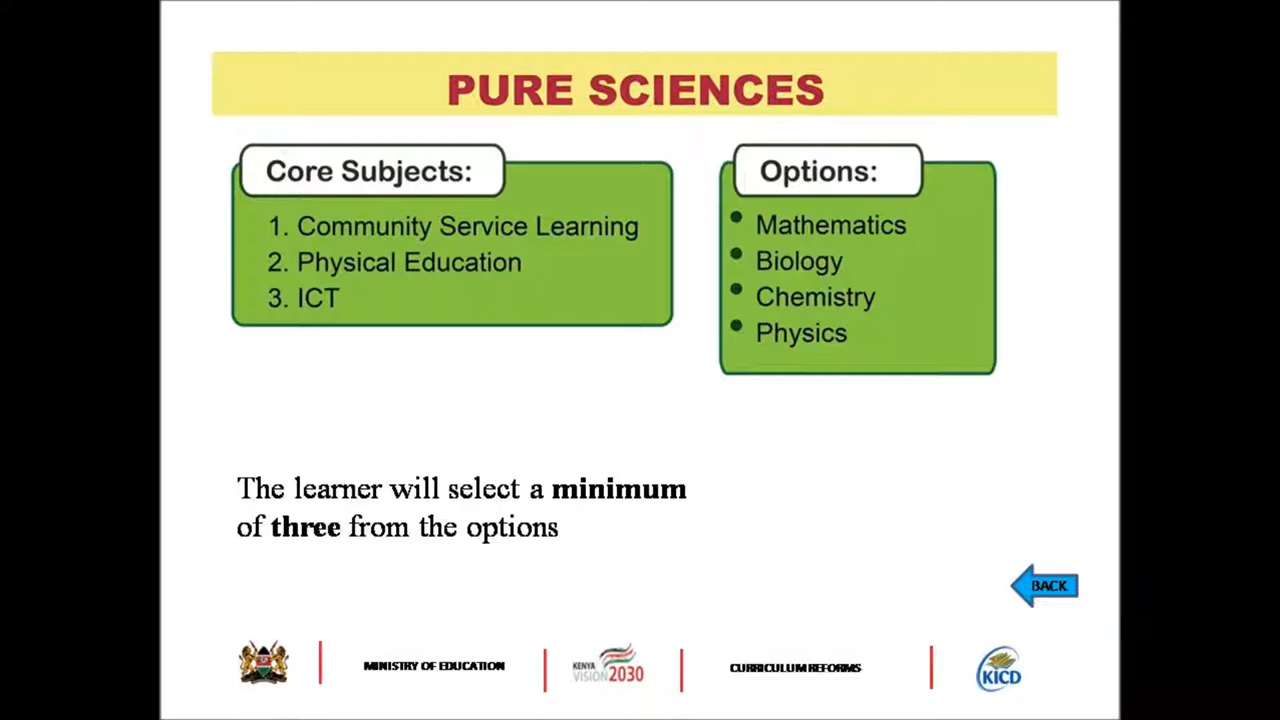 PURE SCIENCES
Core Subjects:
1. Community Service Learning
2. Physical Education
3. ICT
Options:
• Mathematics
• Biology
• Chemistry
• Physics
The learner will select a minimum
of three from the options
BACK
MINISTRY OF EDUCATION
KENYA
VISION 2030
CURRICULUM REFORMS
KICD